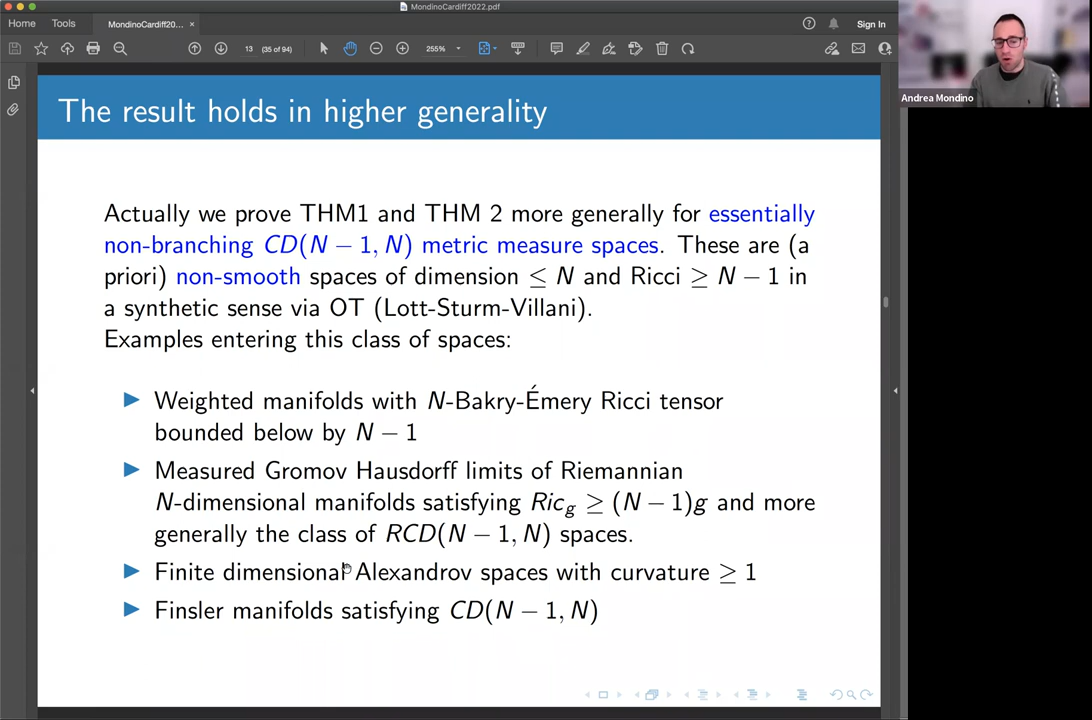 MondinoCardiff2022.pdf
Home Tools MondinoCardiff20... ×
Sign In
13 (35 of 94) 255%
Andrea Mondino
The result holds in higher generality
Actually we prove THM1 and THM 2 more generally for essentially
non-branching CD(N − 1, N) metric measure spaces. These are (a
priori) non-smooth spaces of dimension ≤ N and Ricci ≥ N − 1 in
a synthetic sense via OT (Lott-Sturm-Villani).
Examples entering this class of spaces:
▶ Weighted manifolds with N-Bakry-Émery Ricci tensor
bounded below by N − 1
▶ Measured Gromov Hausdorff limits of Riemannian
N-dimensional manifolds satisfying Ric_g ≥ (N − 1)g and more
generally the class of RCD(N − 1, N) spaces.
▶ Finite dimensional Alexandrov spaces with curvature ≥ 1
▶ Finsler manifolds satisfying CD(N − 1, N)